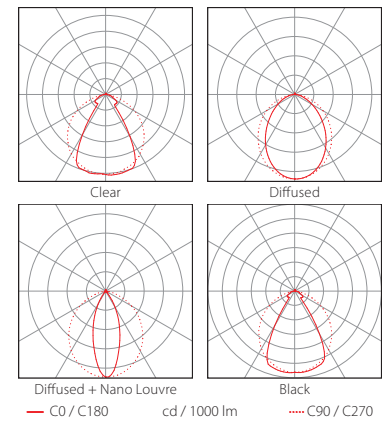 Clear
Diffused
Diffused + Nano Louvre
Black
C0 / C180 cd / 1000 lm C90 / C270